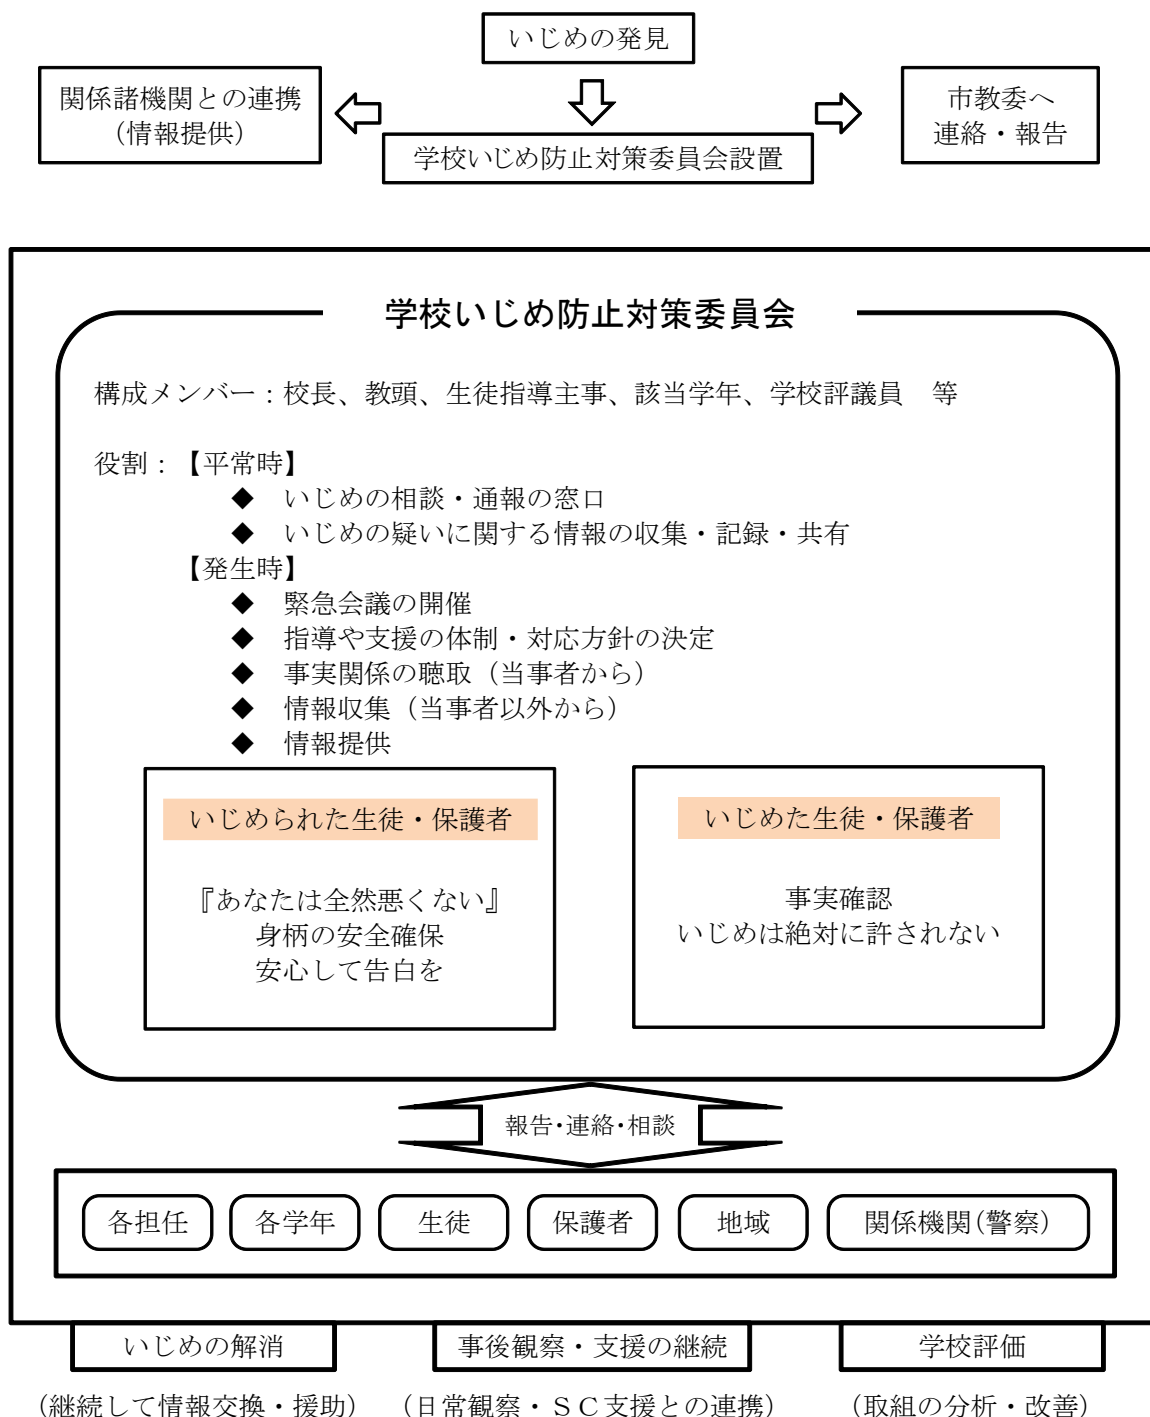 いじめの発見
関係諸機関との連携
（情報提供）
市教委へ
連絡・報告
学校いじめ防止対策委員会設置
学校いじめ防止対策委員会
構成メンバー：校長、教頭、生徒指導主事、該当学年、学校評議員　等
役割：【平常時】
◆　いじめの相談・通報の窓口
◆　いじめの疑いに関する情報の収集・記録・共有
【発生時】
◆　緊急会議の開催
◆　指導や支援の体制・対応方針の決定
◆　事実関係の聴取（当事者から）
◆　情報収集（当事者以外から）
◆　情報提供
いじめられた生徒・保護者
『あなたは全然悪くない』
身柄の安全確保
安心して告白を
いじめた生徒・保護者
事実確認
いじめは絶対に許されない
報告・連絡・相談
各担任
各学年
生徒
保護者
地域
関係機関（警察）
いじめの解消
事後観察・支援の継続
学校評価
（継続して情報交換・援助）
（日常観察・ＳＣ支援との連携）
（取組の分析・改善）